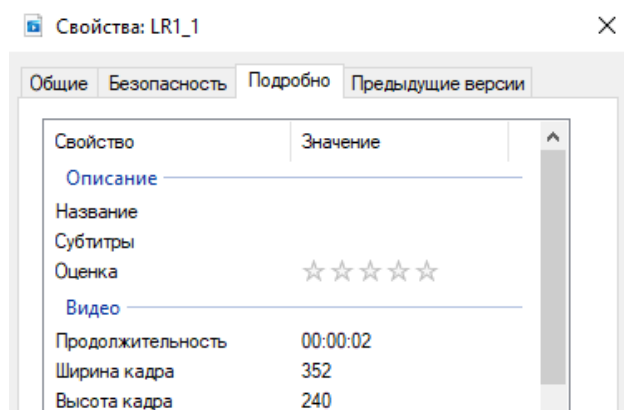 Свойства: LR1_1
Общие Безопасность Подробно Предыдущие версии
Свойство Значение
Описание
Название
Субтитры
Оценка
Видео
Продолжительность 00:00:02
Ширина кадра 352
Высота кадра 240